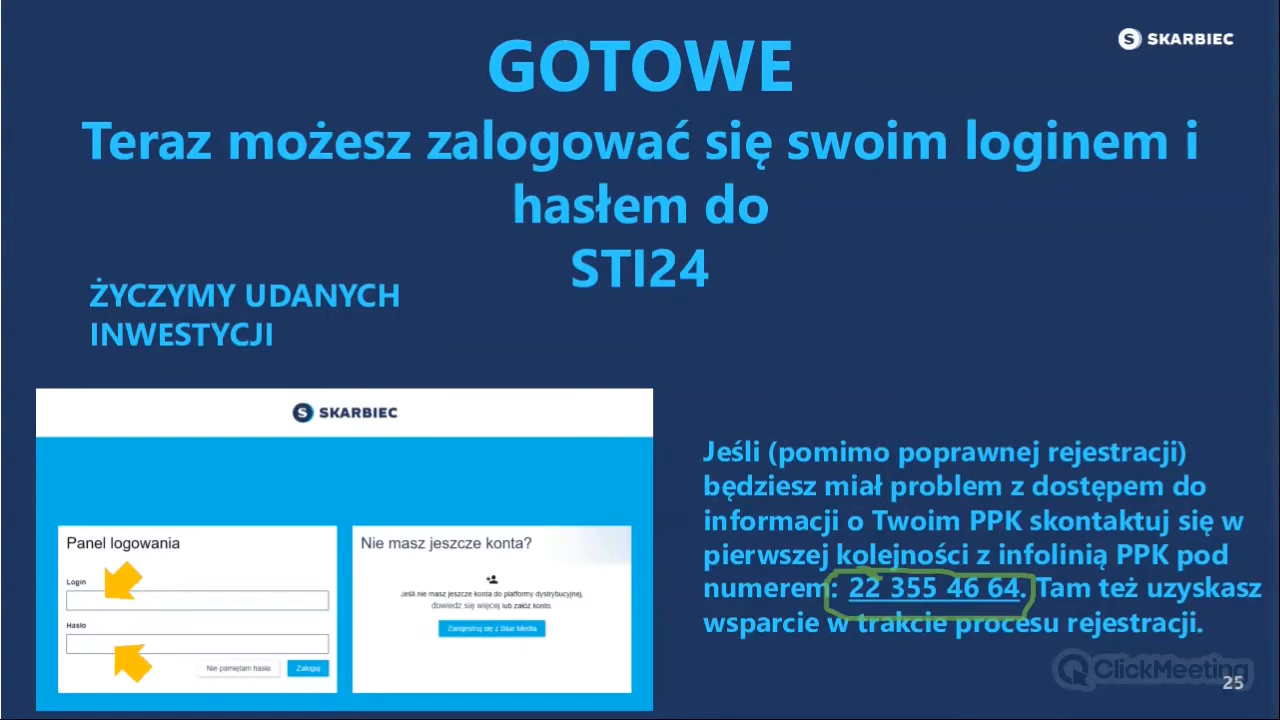 SKARBIEC
GOTOWE
Teraz możesz zalogować się swoim loginem i
hasłem do
STI24
ŻYCZYMY UDANYCH
INWESTYCJI
SKARBIEC
Panel logowania
Login
Hasło
Nie pamiętam hasła
Zaloguj
Nie masz jeszcze konta?
Jeśli nie masz jeszcze konta do platformy dystrybucyjnej,
dowiedz się więcej lub załóż konto.
Zarejestruj się z Blue Media
Jeśli (pomimo poprawnej rejestracji)
będziesz miał problem z dostępem do
informacji o Twoim PPK skontaktuj się w
pierwszej kolejności z infolinią PPK pod
numerem: 22 355 46 64. Tam też uzyskasz
wsparcie w trakcie procesu rejestracji.
ClickMeeting
25